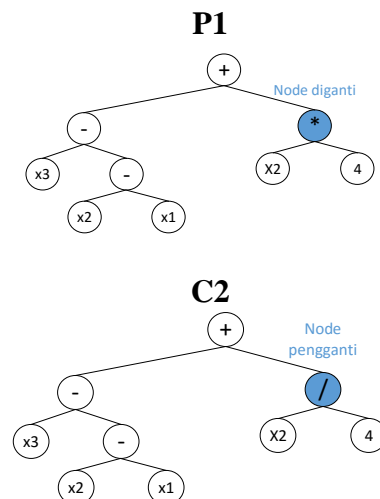 P1
+
Node diganti
-
*
x3
-
X2
4
x2
x1
C2
+
Node
pengganti
-
/
x3
-
X2
4
x2
x1